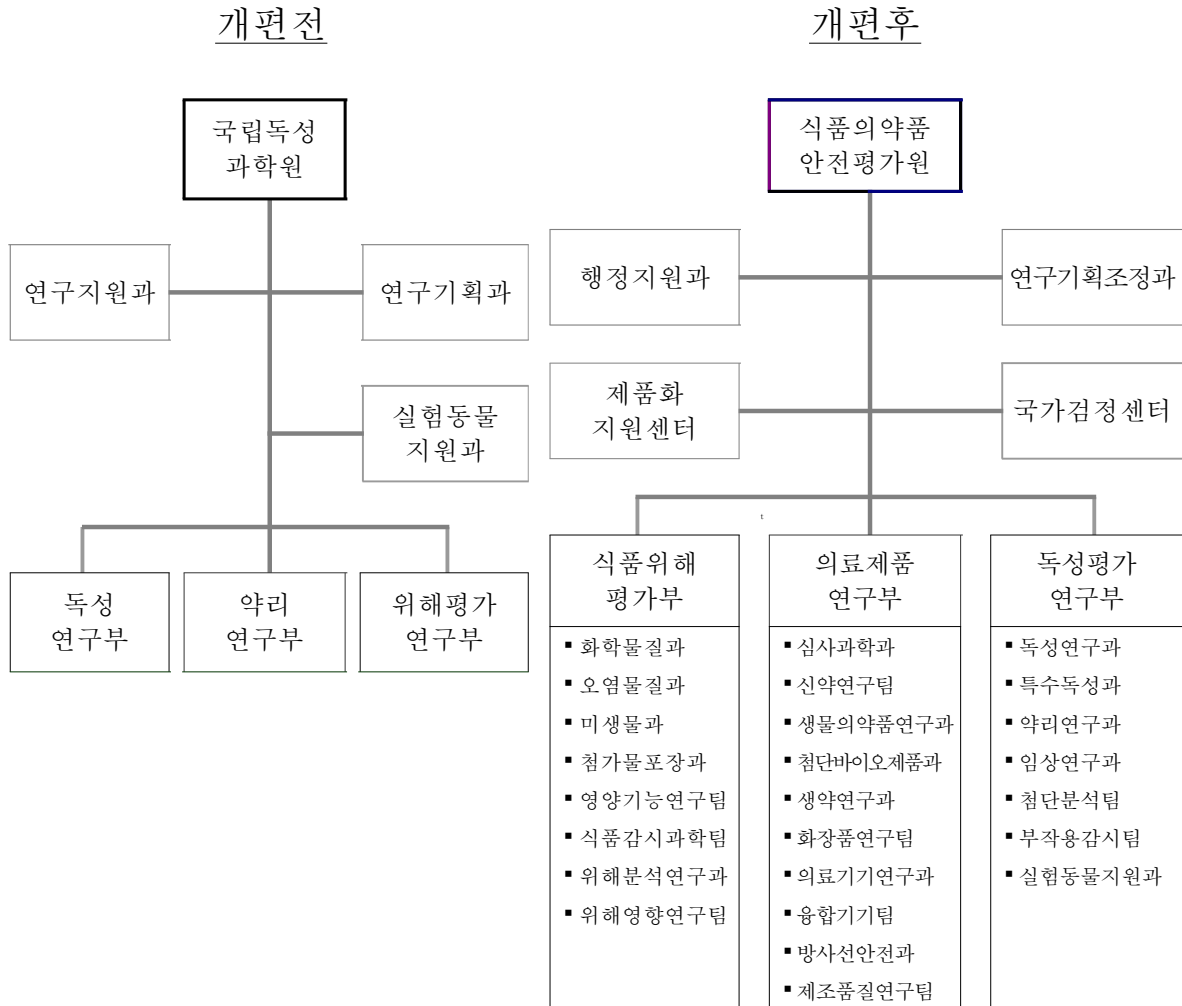 개편전
국립독성
과학원
연구지원과
연구기획과
실험동물
지원과
독성
연구부
약리
연구부
위해평가
연구부
개편후
식품의약품
안전평가원
행정지원과
연구기획조정과
제품화
지원센터
국가검정센터
t
식품위해
평가부
▪ 화학물질과
▪ 오염물질과
▪ 미생물과
▪ 첨가물포장과
▪ 영양기능연구팀
▪ 식품감시과학팀
▪ 위해분석연구과
▪ 위해영향연구팀
의료제품
연구부
▪ 심사과학과
▪ 신약연구팀
▪ 생물의약품연구과
▪ 첨단바이오제품과
▪ 생약연구과
▪ 화장품연구팀
▪ 의료기기연구과
▪ 융합기기팀
▪ 방사선안전과
▪ 제조품질연구팀
독성평가
연구부
▪ 독성연구과
▪ 특수독성과
▪ 약리연구과
▪ 임상연구과
▪ 첨단분석팀
▪ 부작용감시팀
▪ 실험동물지원과